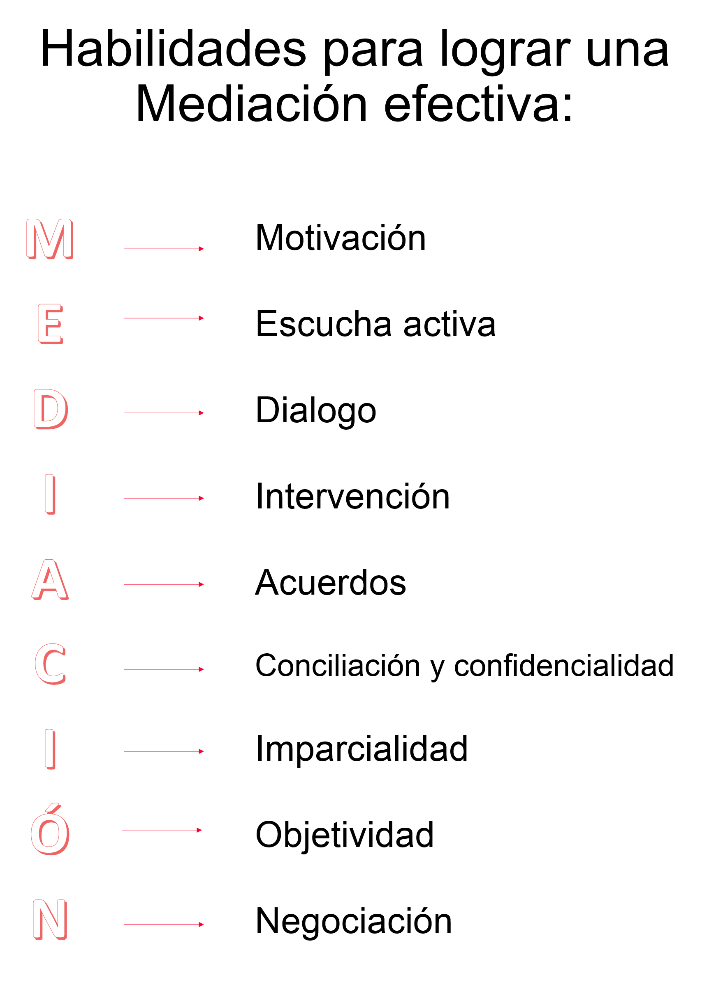 Habilidades para lograr una
Mediación efectiva:
M Motivación
E Escucha activa
D Dialogo
I Intervención
A Acuerdos
C Conciliación y confidencialidad
I Imparcialidad
Ó Objetividad
N Negociación